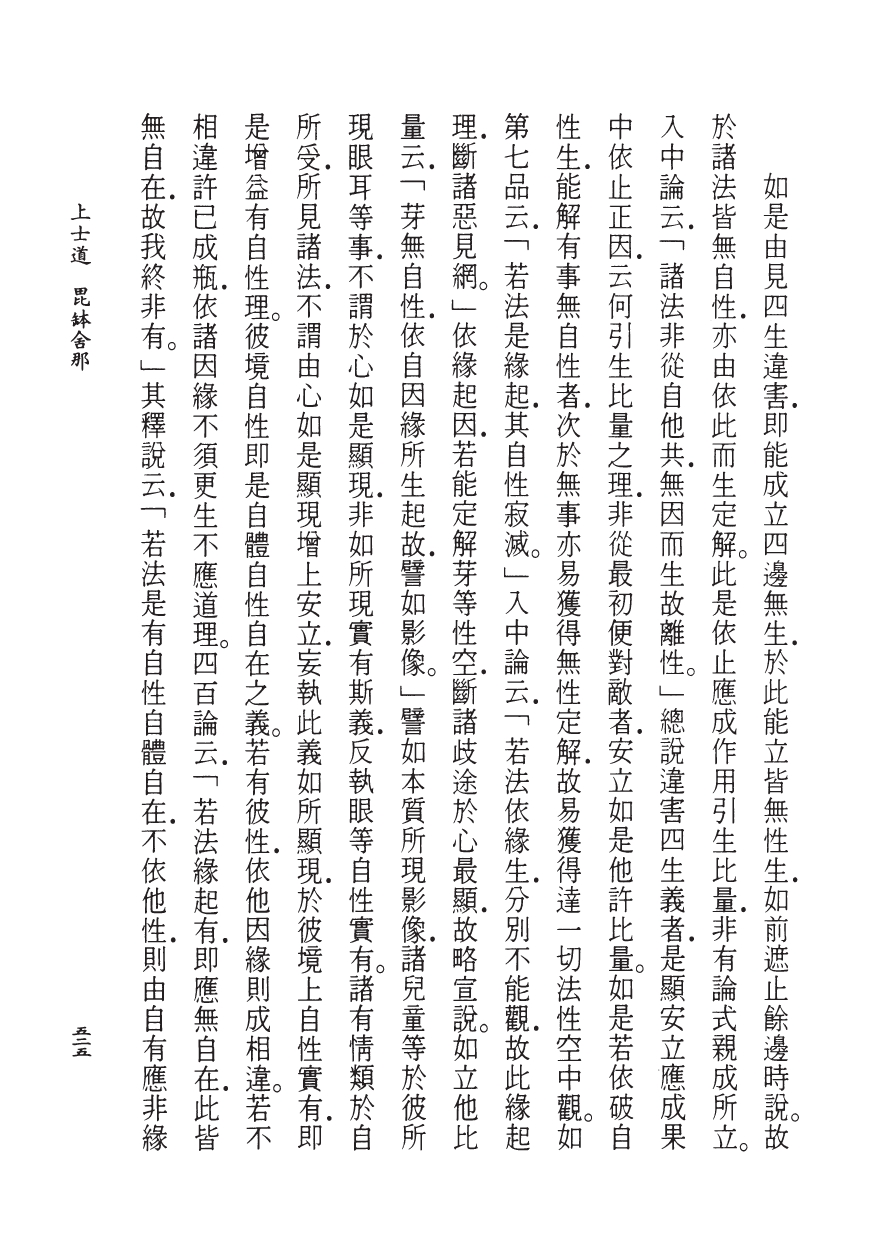 如是由見四生違害．即能成立四邊無生．於此能立皆無性生．如前遮止餘邊時說。故
於諸法皆無自性．亦由依此而生定解。此是依止應成作用引生比量．非有論式親成所立。
入中論云．「諸法非從自他共．無因而生故離性。」總說違害四生義者．是顯安立應成果
中依止正因．云何引生比量之理．非從最初便對敵者．安立如是他許比量。如是若依破自
性生．能解有事無自性者．次於無事亦易獲得無性定解．故易獲得達一切法性空中觀。如
第七品云．「若法是緣起．其自性寂滅。」入中論云．「若法依緣生．分別不能觀．故此緣起
理．斷諸惡見網。」依緣起因．若能定解芽等性空．斷諸歧途於心最顯．故略宣說。如立他比
量云．「芽無自性．依自因緣所生起故．譬如影像。」譬如本質所現影像．諸兒童等於彼所
現眼耳等事．不謂於心如是顯現．非如所現實有斯義．反執眼等自性實有。諸有情類於自
所受．所見諸法．不謂由心如是顯現增上安立．妄執此義如所顯現．於彼境上自性實有．即
是增益有自性理。彼境自性即是自體自性自在之義。若有彼性．依他因緣則成相違。若不
相違許已成瓶．依諸因緣不須更生不應道理。四百論云．「若法緣起有．即應無自在．此皆
無自在．故我終非有。」其釋說云．「若法是有自性自體自在．不依他性．則由自有應非緣
上士道 毘缽舍那
五二五